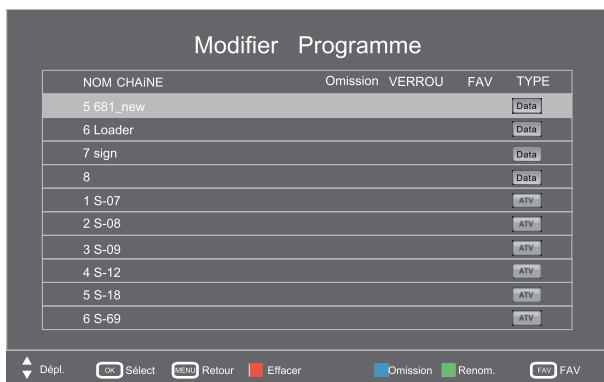 Modifier Programme
NOM CHAíNE Omission VERROU FAV TYPE
5 681_new Data
6 Loader Data
7 sign Data
8 Data
1 S-07 ATV
2 S-08 ATV
3 S-09 ATV
4 S-12 ATV
5 S-18 ATV
6 S-69 ATV
Dépl. OK Sélect MENU Retour Effacer Omission Renom. FAV FAV